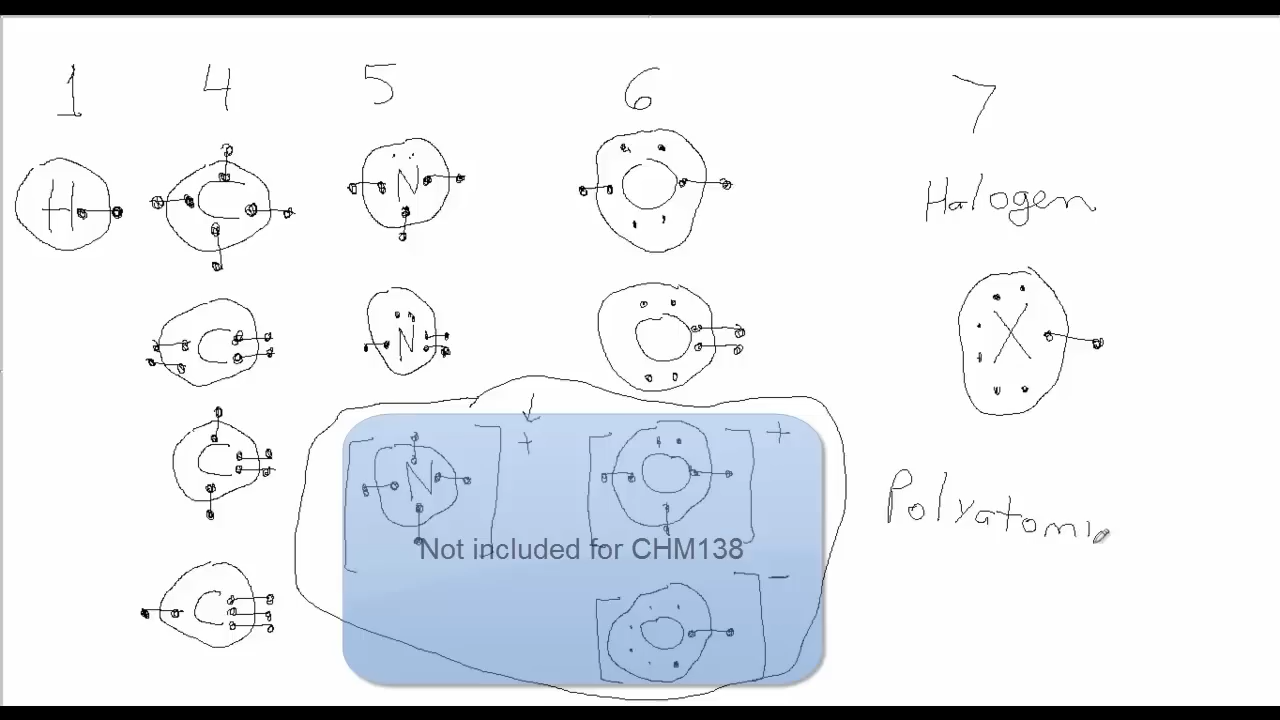 1 4 5 6 7
H C N O Halogen
C N O X
C
N + O +
Polyatomi
Not included for CHM138
C O -